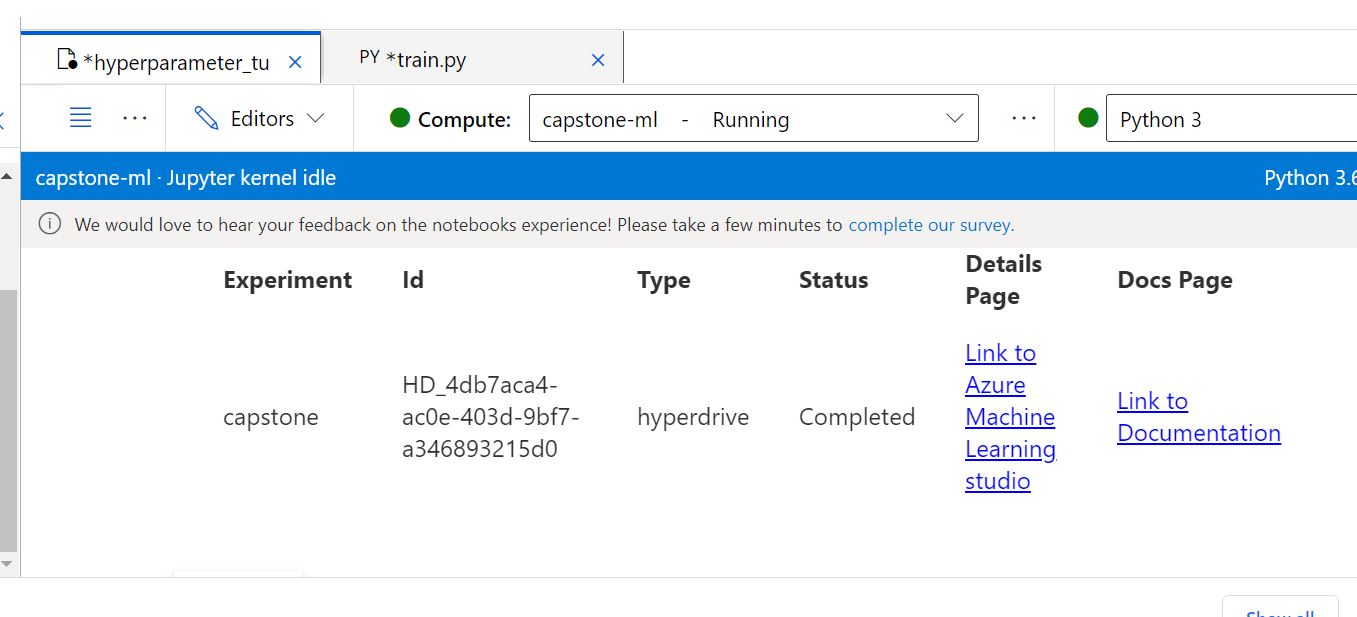 *hyperparameter_tu
PY *train.py
Editors
Compute:
capstone-ml - Running
Python 3
capstone-ml · Jupyter kernel idle
Python 3.6
We would love to hear your feedback on the notebooks experience! Please take a few minutes to complete our survey.
Experiment
Id
Type
Status
Details
Page
Docs Page
capstone
HD_4db7aca4-
ac0e-403d-9bf7-
a346893215d0
hyperdrive
Completed
Link to
Azure
Machine
Learning
studio
Link to
Documentation
Show all